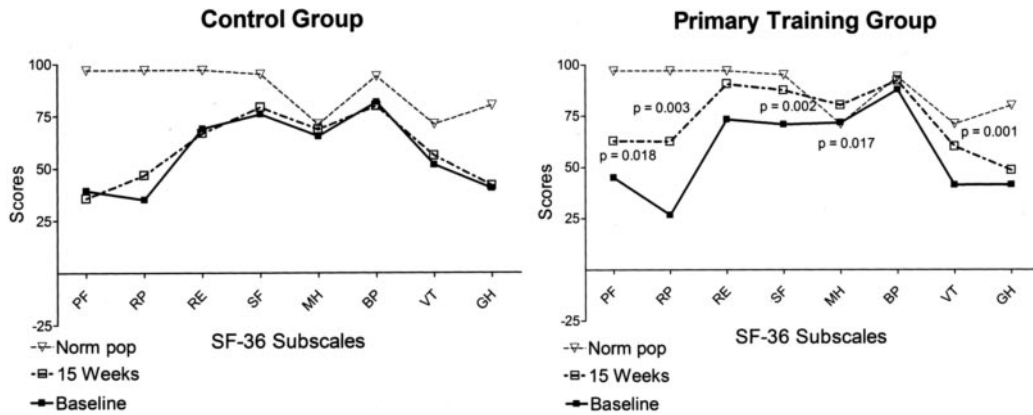 Control Group
100
75
50
25
-25
Scores
PF
RP
RE
SF
MH
BP
VT
GH
SF-36 Subscales
Norm pop
15 Weeks
Baseline
Primary Training Group
100
75
50
25
-25
Scores
p = 0.003
p = 0.002
p = 0.001
p = 0.017
p = 0.018
PF
RP
RE
SF
MH
BP
VT
GH
SF-36 Subscales
Norm pop
15 Weeks
Baseline